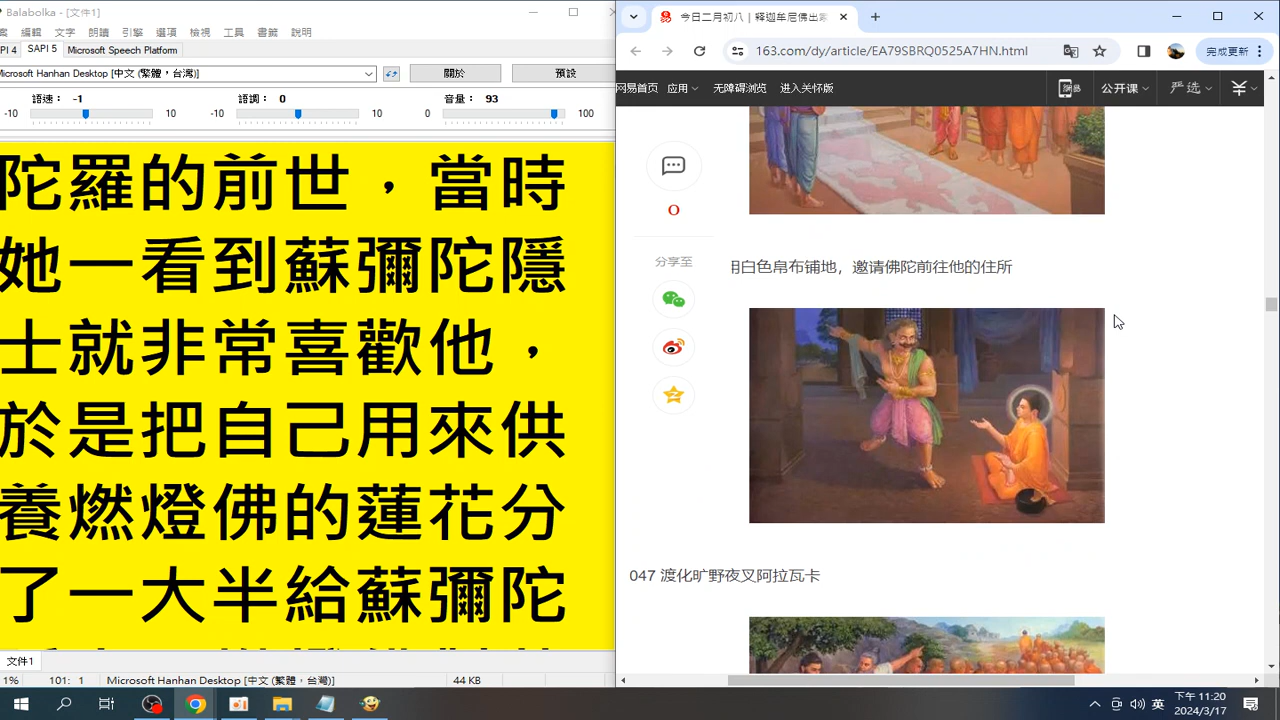 Balabolka - [文件1]
編輯 文字 朗讀 引擎 選項 檢視 工具 書籤 說明
PI 4 SAPI 5 Microsoft Speech Platform
Microsoft Hanhan Desktop [中文 (繁體，台灣)]
關於 預設
語速： -1 語調： 0 音量： 93
-10 10 -10 10 0 100
陀羅的前世，當時
她一看到蘇彌陀隱
士就非常喜歡他，
於是把自己用來供
養燃燈佛的蓮花分
了一大半給蘇彌陀
文件1
1% 101: 1 Microsoft Hanhan Desktop [中文 (繁體，台灣)] 44 KB
今日二月初八｜释迦牟尼佛出家
163.com/dy/article/EA79SBRQ0525A7HN.html
完成更新
网易首页 应用 无障碍浏览 进入关怀版 公开课 严选
0
分享至
用白色帛布铺地，邀请佛陀前往他的住所
047 渡化旷野夜叉阿拉瓦卡
英
下午 11:20
2024/3/17